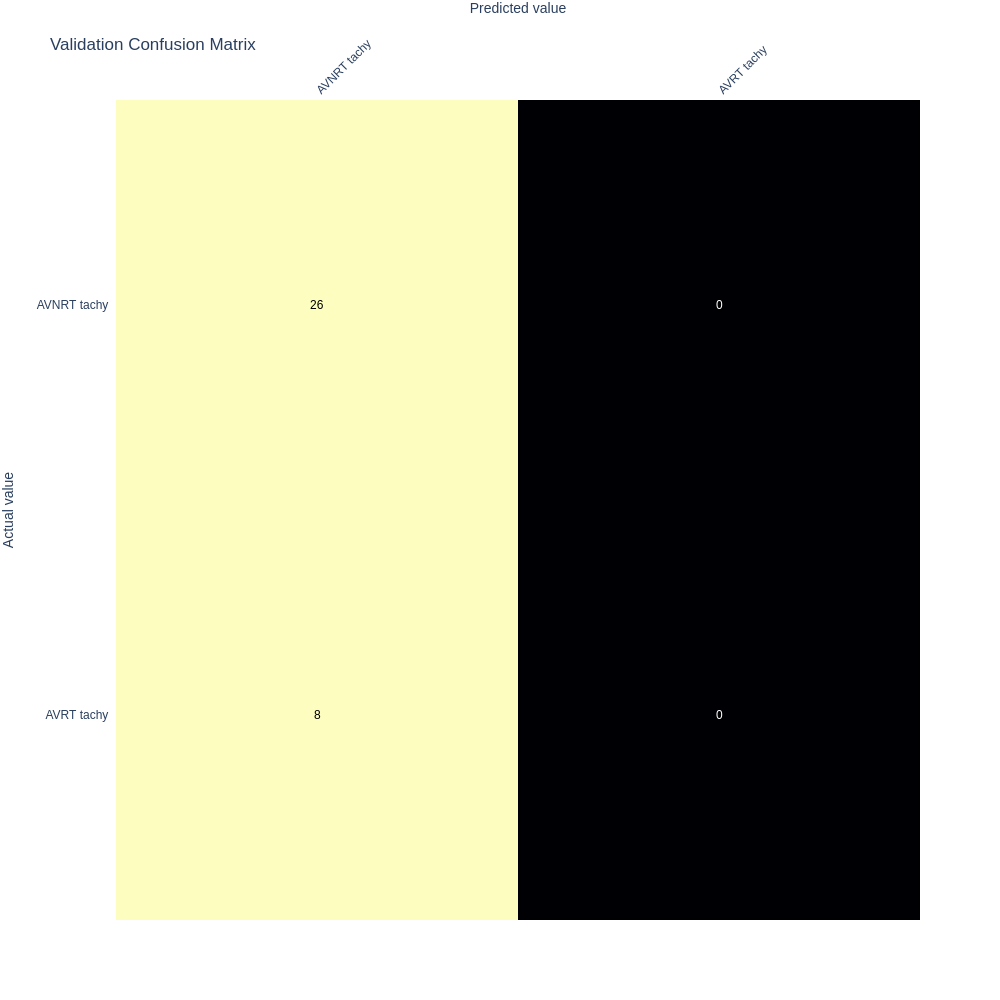 Predicted value
Validation Confusion Matrix
AVNRT tachy
AVRT tachy
AVNRT tachy
26
0
Actual value
AVRT tachy
8
0